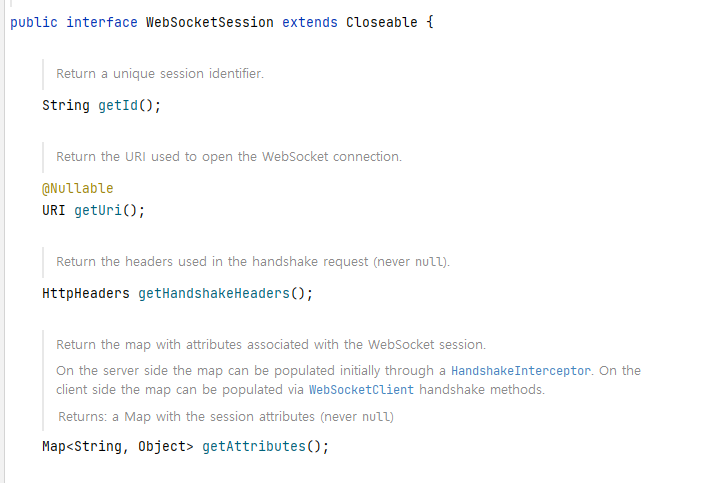 public interface WebSocketSession extends Closeable {
Return a unique session identifier.
String getId();
Return the URI used to open the WebSocket connection.
@Nullable
URI getUri();
Return the headers used in the handshake request (never null).
HttpHeaders getHandshakeHeaders();
Return the map with attributes associated with the WebSocket session.
On the server side the map can be populated initially through a HandshakeInterceptor. On the
client side the map can be populated via WebSocketClient handshake methods.
Returns: a Map with the session attributes (never null)
Map<String, Object> getAttributes();